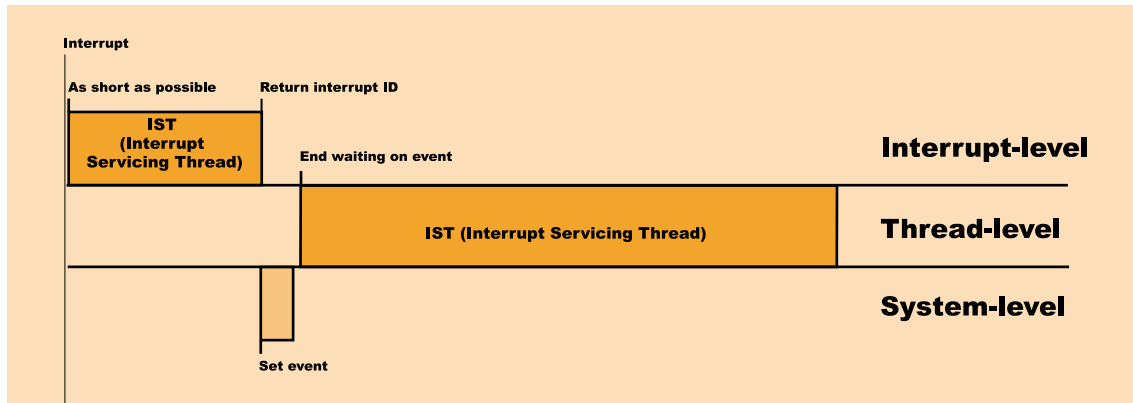 Interrupt
As short as possible
Return interrupt ID
IST
(Interrupt
Servicing Thread)
Interrupt-level
End waiting on event
IST (Interrupt Servicing Thread)
Thread-level
System-level
Set event